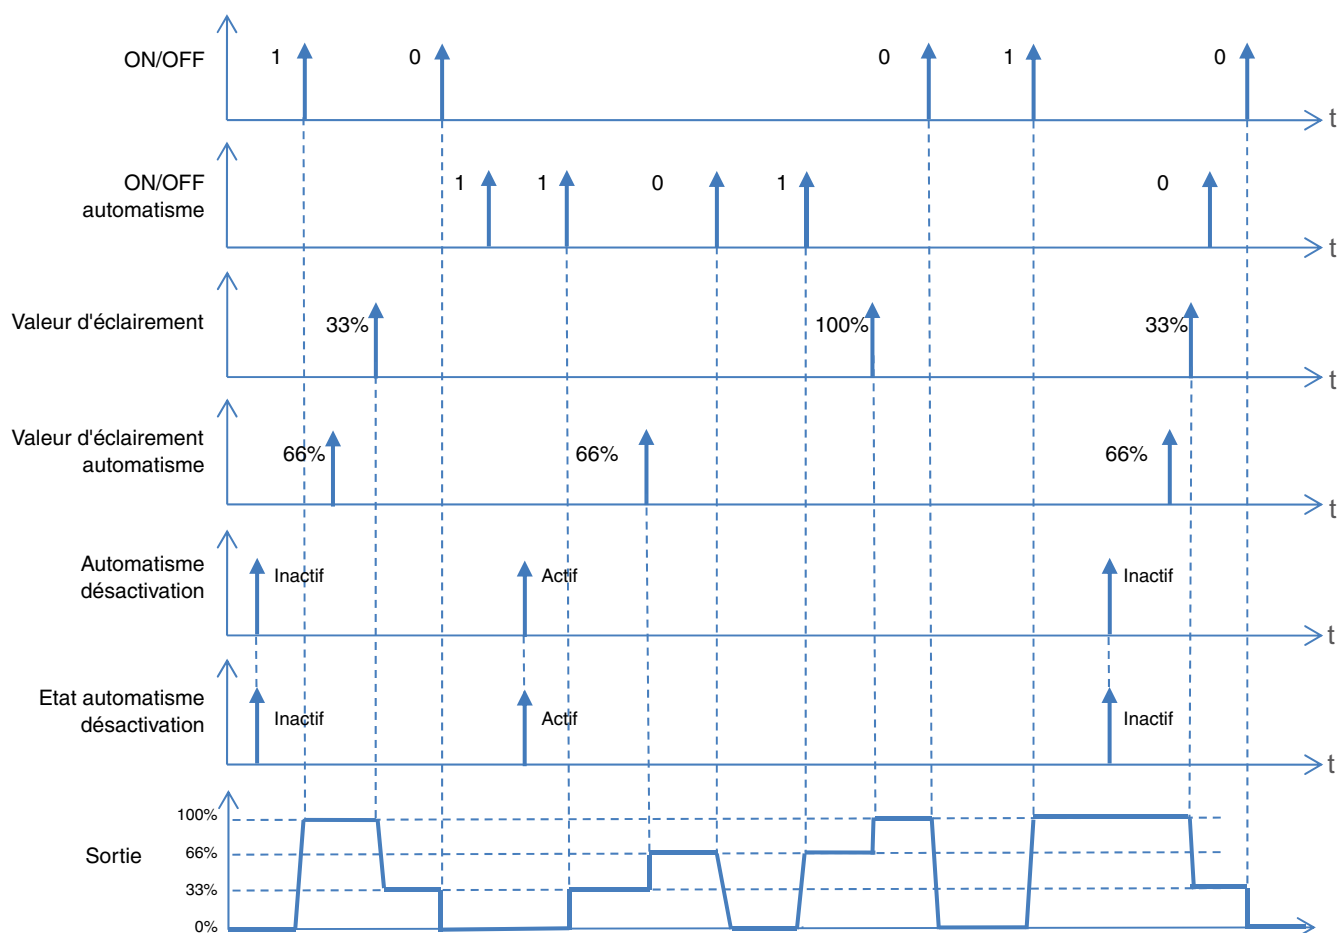 ON/OFF
1 0 0 1 0
t
ON/OFF
automatisme
1 1 0 1 0
t
Valeur d'éclairement
33% 100% 33%
t
Valeur d'éclairement
automatisme
66% 66% 66%
t
Automatisme
désactivation
Inactif Actif Inactif
t
Etat automatisme
désactivation
Inactif Actif Inactif
t
Sortie
100%
66%
33%
0%